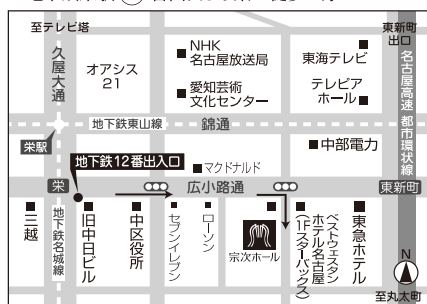 至テレビ塔
久屋大通
オアシス
21
NHK
名古屋放送局
愛知芸術
文化センター
東海テレビ
テレピア
ホール
東新町
出口
名古屋高速 都市環状線
地下鉄東山線
錦通
栄駅
地下鉄12番出入口
マクドナルド
中部電力
栄
広小路通
東新町
三越
地下鉄名城線
旧中日ビル
中区役所
セブンイレブン
ローソン
宗次ホール
ベストウェスタン
ホテル名古屋
(1Fスターバックス)
東急ホテル
N
至丸太町